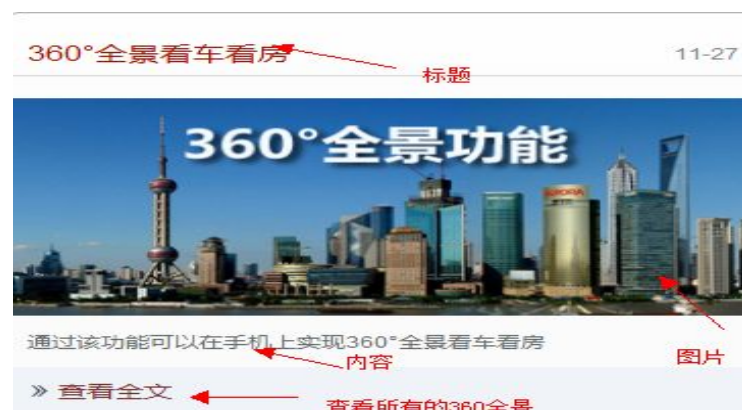 360°全景看车看房
11-27
标题
360°全景功能
AURORA
通过该功能可以在手机上实现360°全景看车看房
内容
图片
» 查看全文
查看所有的360全景